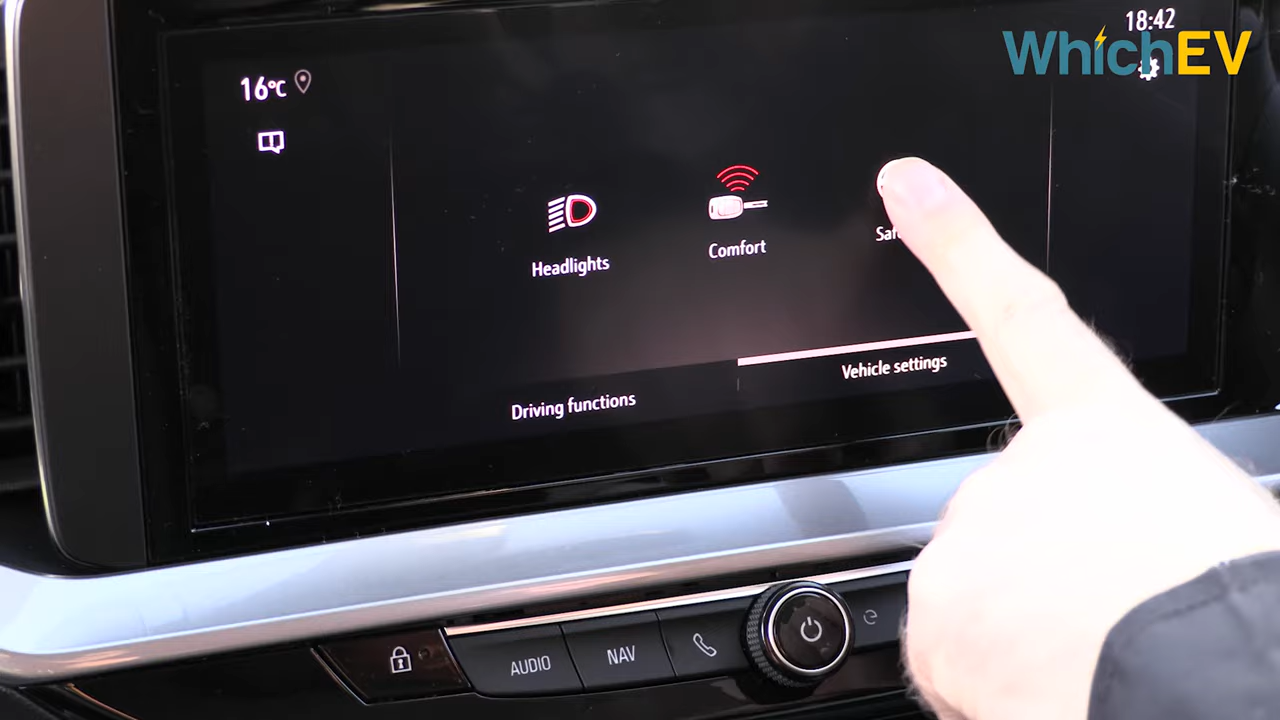 18:42
WhichEV
16°C
Headlights
Comfort
Driving functions
Vehicle settings
AUDIO
NAV